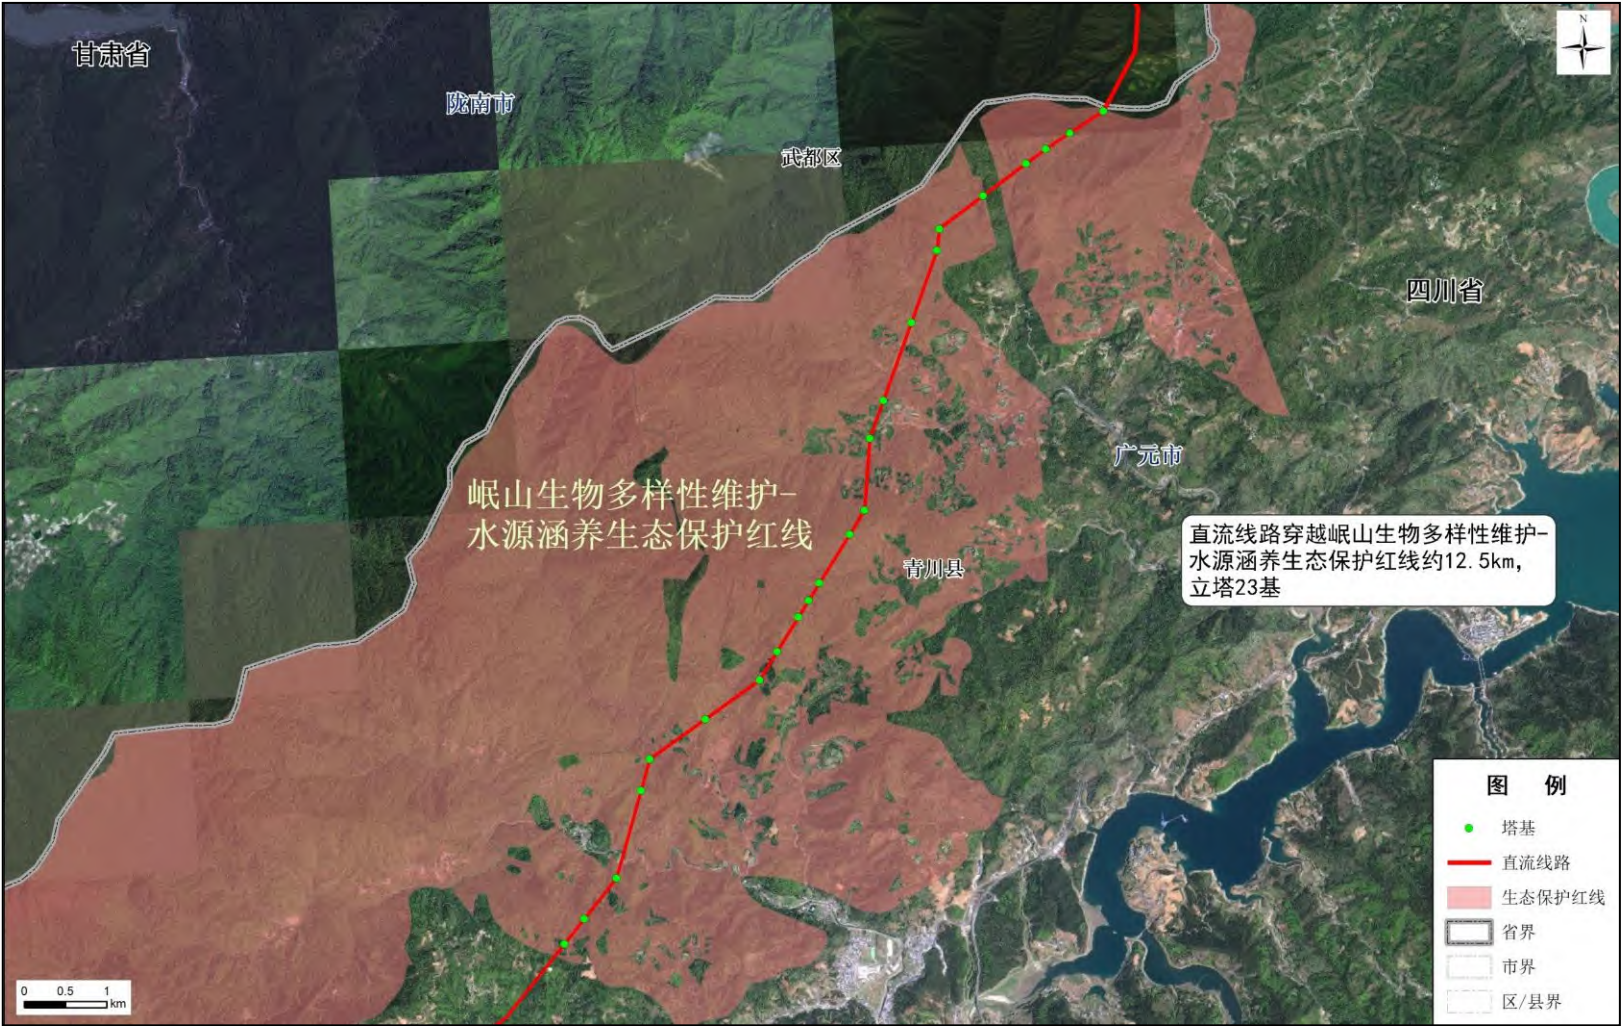 甘肃省
陇南市
武都区
N
四川省
广元市
岷山生物多样性维护-
水源涵养生态保护红线
青川县
直流线路穿越岷山生物多样性维护-
水源涵养生态保护红线约12.5km,
立塔23基
图 例
塔基
直流线路
生态保护红线
省界
市界
区/县界
0 0.5 1
km